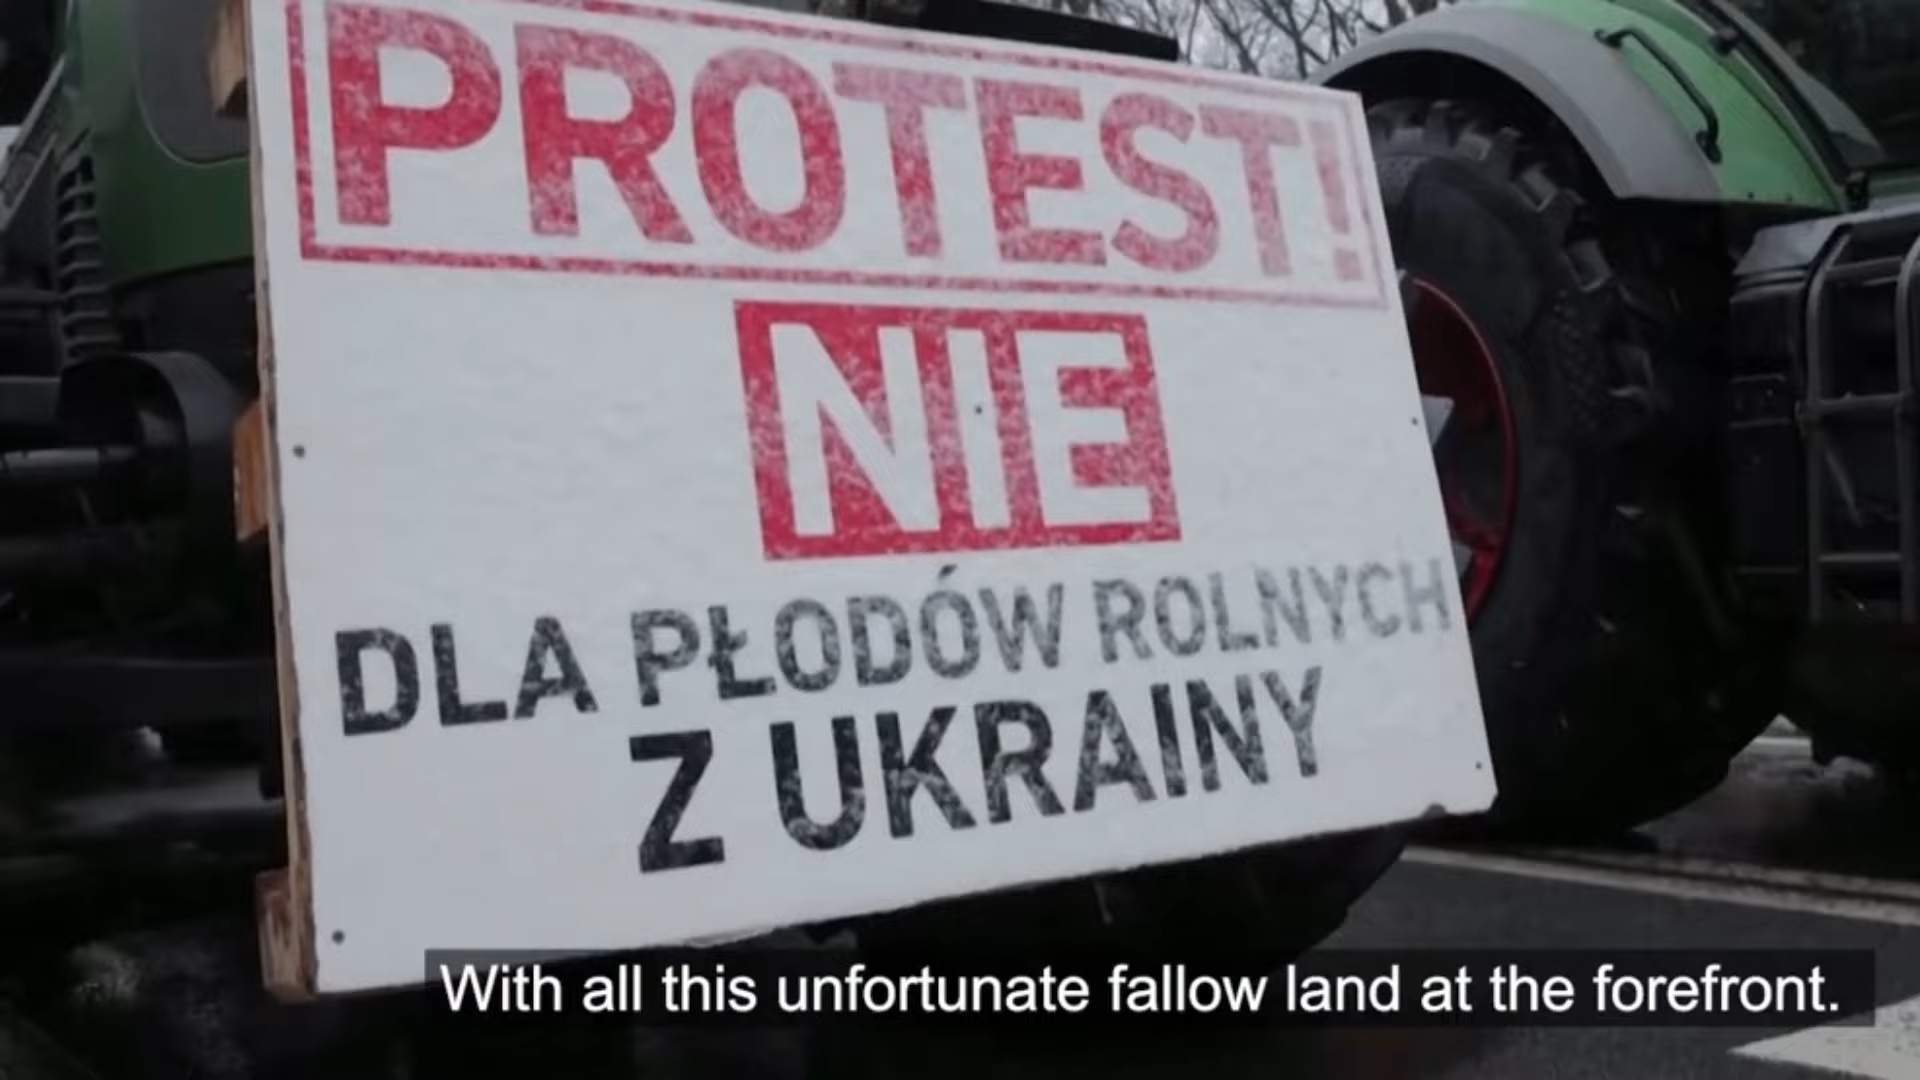 PROTEST!
NIE
DLA PŁODÓW ROLNYCH
Z UKRAINY
With all this unfortunate fallow land at the forefront.